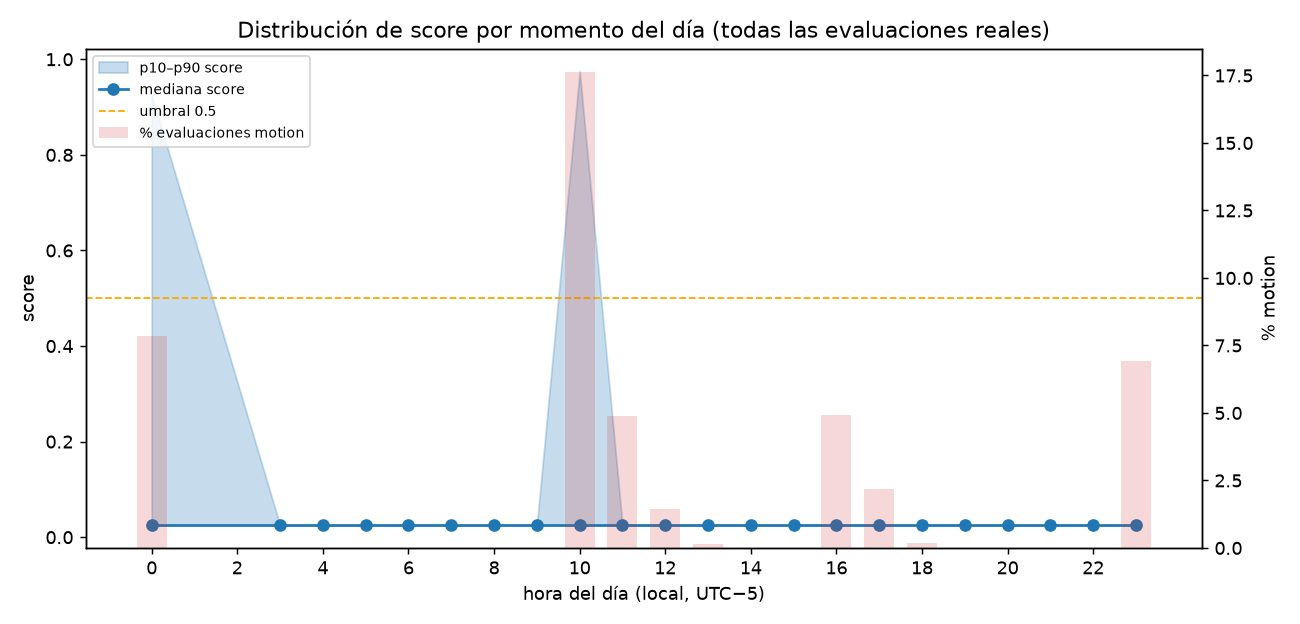 Distribución de score por momento del día (todas las evaluaciones reales)
p10–p90 score
mediana score
umbral 0.5
% evaluaciones motion
score
1.0
0.8
0.6
0.4
0.2
0.0
17.5
15.0
12.5
10.0
7.5
5.0
2.5
0.0
% motion
0 2 4 6 8 10 12 14 16 18 20 22
hora del día (local, UTC−5)